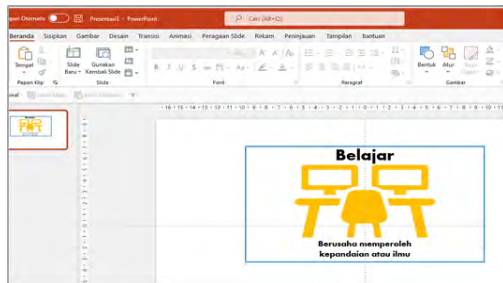 pan Otomatis Presentasi1 - PowerPoint Cari (Alt+Q)
Beranda Sisipkan Gambar Desain Transisi Animasi Peragaan Slide Rekam Peninjauan Tampilan Bantuan
Tempel Slide Baru Gunakan Kembali Slide Bentuk Atur
Papan Klip Slide Font Paragraf Gambar
Belajar
Berusaha memperoleh
kepandaian atau ilmu